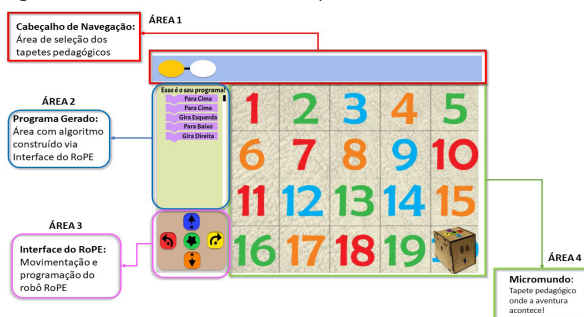 ÁREA 1
Cabeçalho de Navegação:
Área de seleção dos
tapetes pedagógicos
ÁREA 2
Programa Gerado:
Área com algoritmo
construído via
Interface do RoPE
Esse é o seu programa!
Para Cima
Para Cima
Gira Esquerda
Para Baixo
Gira Direita
1 2 3 4 5
6 7 8 9 10
11 12 13 14 15
16 17 18 19
ÁREA 3
Interface do RoPE:
Movimentação e
programação do
robô RoPE
ÁREA 4
Micromundo:
Tapete pedagógico
onde a aventura
acontece!